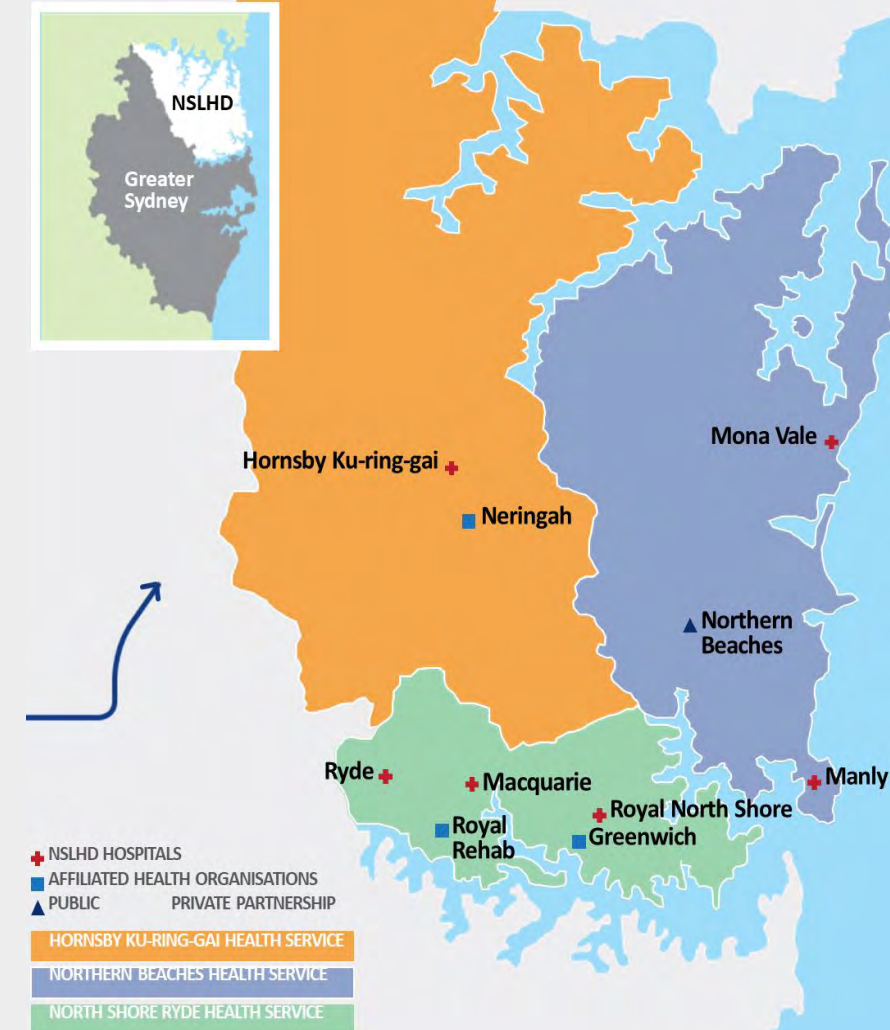 NSLHD
Greater
Sydney
Mona Vale
Hornsby Ku-ring-gai
Neringah
Northern
Beaches
Ryde
Macquarie
Manly
Royal North Shore
Royal
Rehab
Greenwich
NSLHD HOSPITALS
AFFILIATED HEALTH ORGANISATIONS
PUBLIC PRIVATE PARTNERSHIP
HORNSBY KU-RING-GAI HEALTH SERVICE
NORTHERN BEACHES HEALTH SERVICE
NORTH SHORE RYDE HEALTH SERVICE